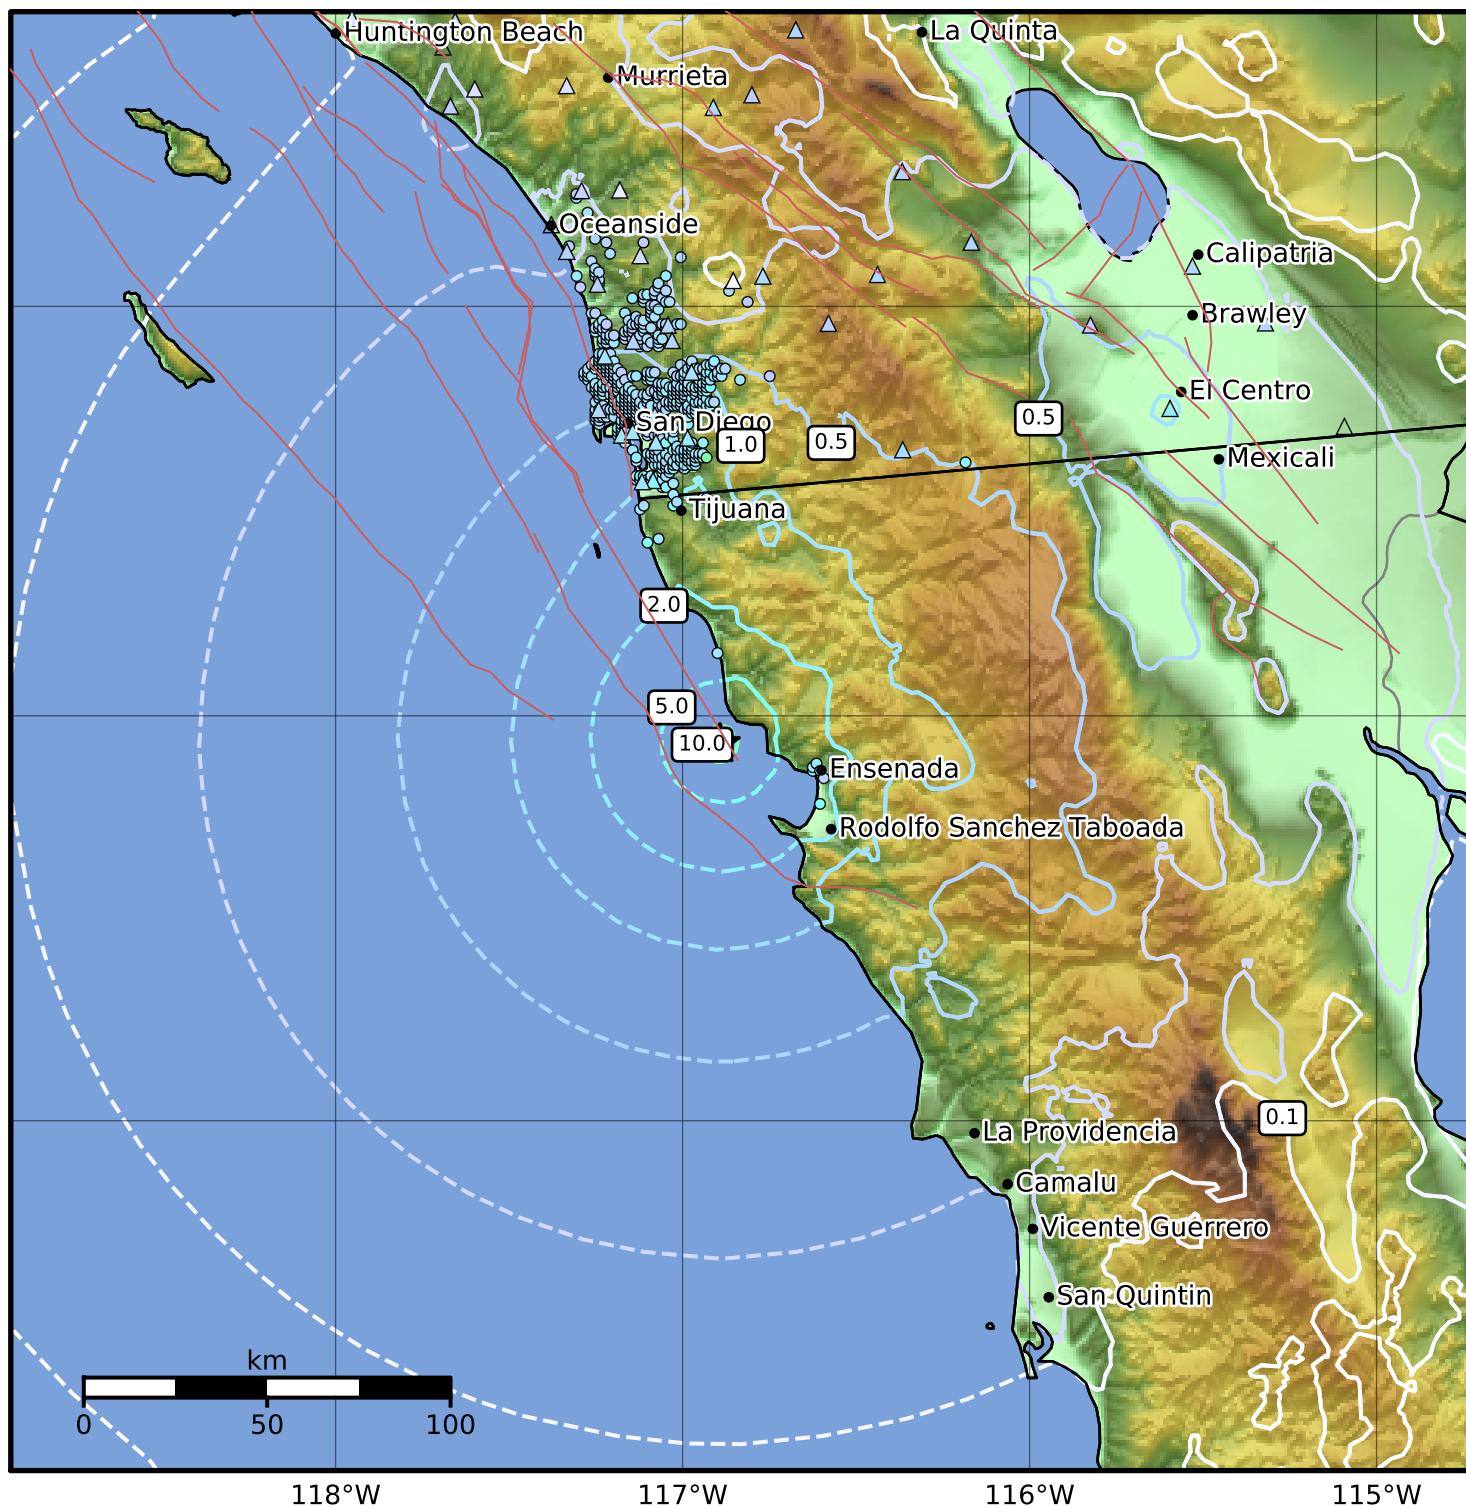 Huntington Beach
La Quinta
Murrieta
Oceanside
Calipatria
Brawley
El Centro
San Diego
0.5
1.0
0.5
Mexicali
Tijuana
2.0
5.0
10.0
Ensenada
Rodolfo Sanchez Taboada
0.1
La Providencia
Camalu
Vicente Guerrero
San Quintin
km
0 50 100
118°W 117°W 116°W 115°W